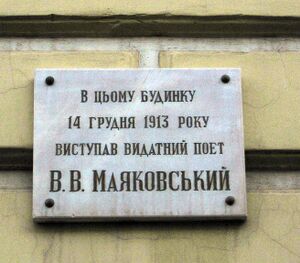 В ЦЬОМУ БУДИНКУ
14 ГРУДНЯ 1913 РОКУ
ВИСТУПАВ ВИДАТНИЙ ПОЕТ
В. В. МАЯКОВСЬКИЙ